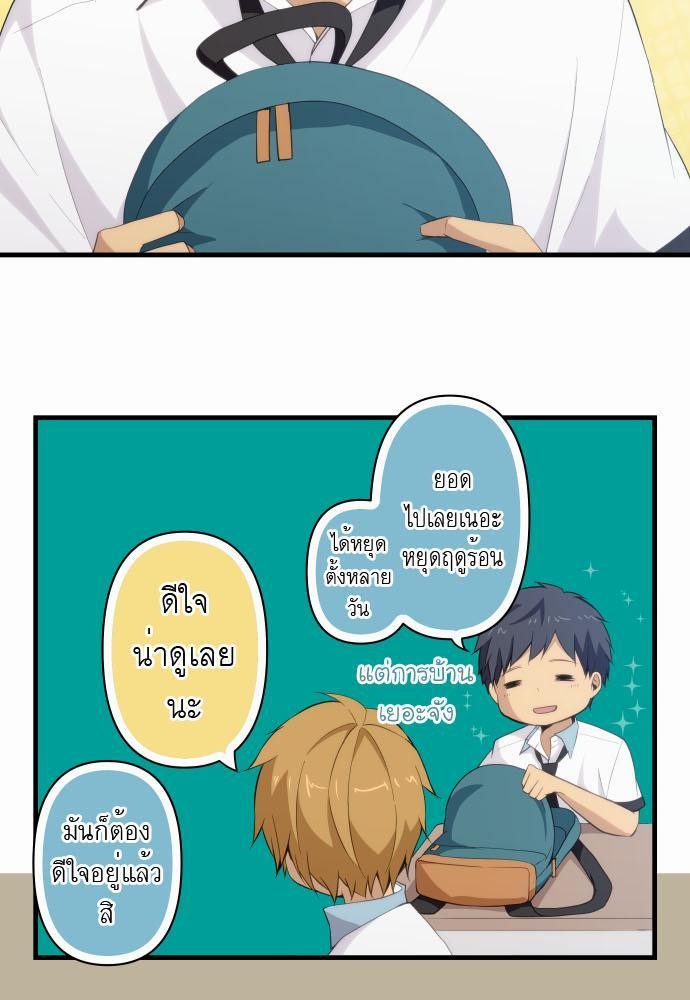 ยอด
ไปเลยเนอะ
หยุดฤดูร้อน
ได้หยุด
ตั้งหลาย
วัน
แต่การบ้าน
เยอะจัง
ดีใจ
น่าดูเลย
นะ
มันก็ต้อง
ดีใจอยู่แล้ว
สิ